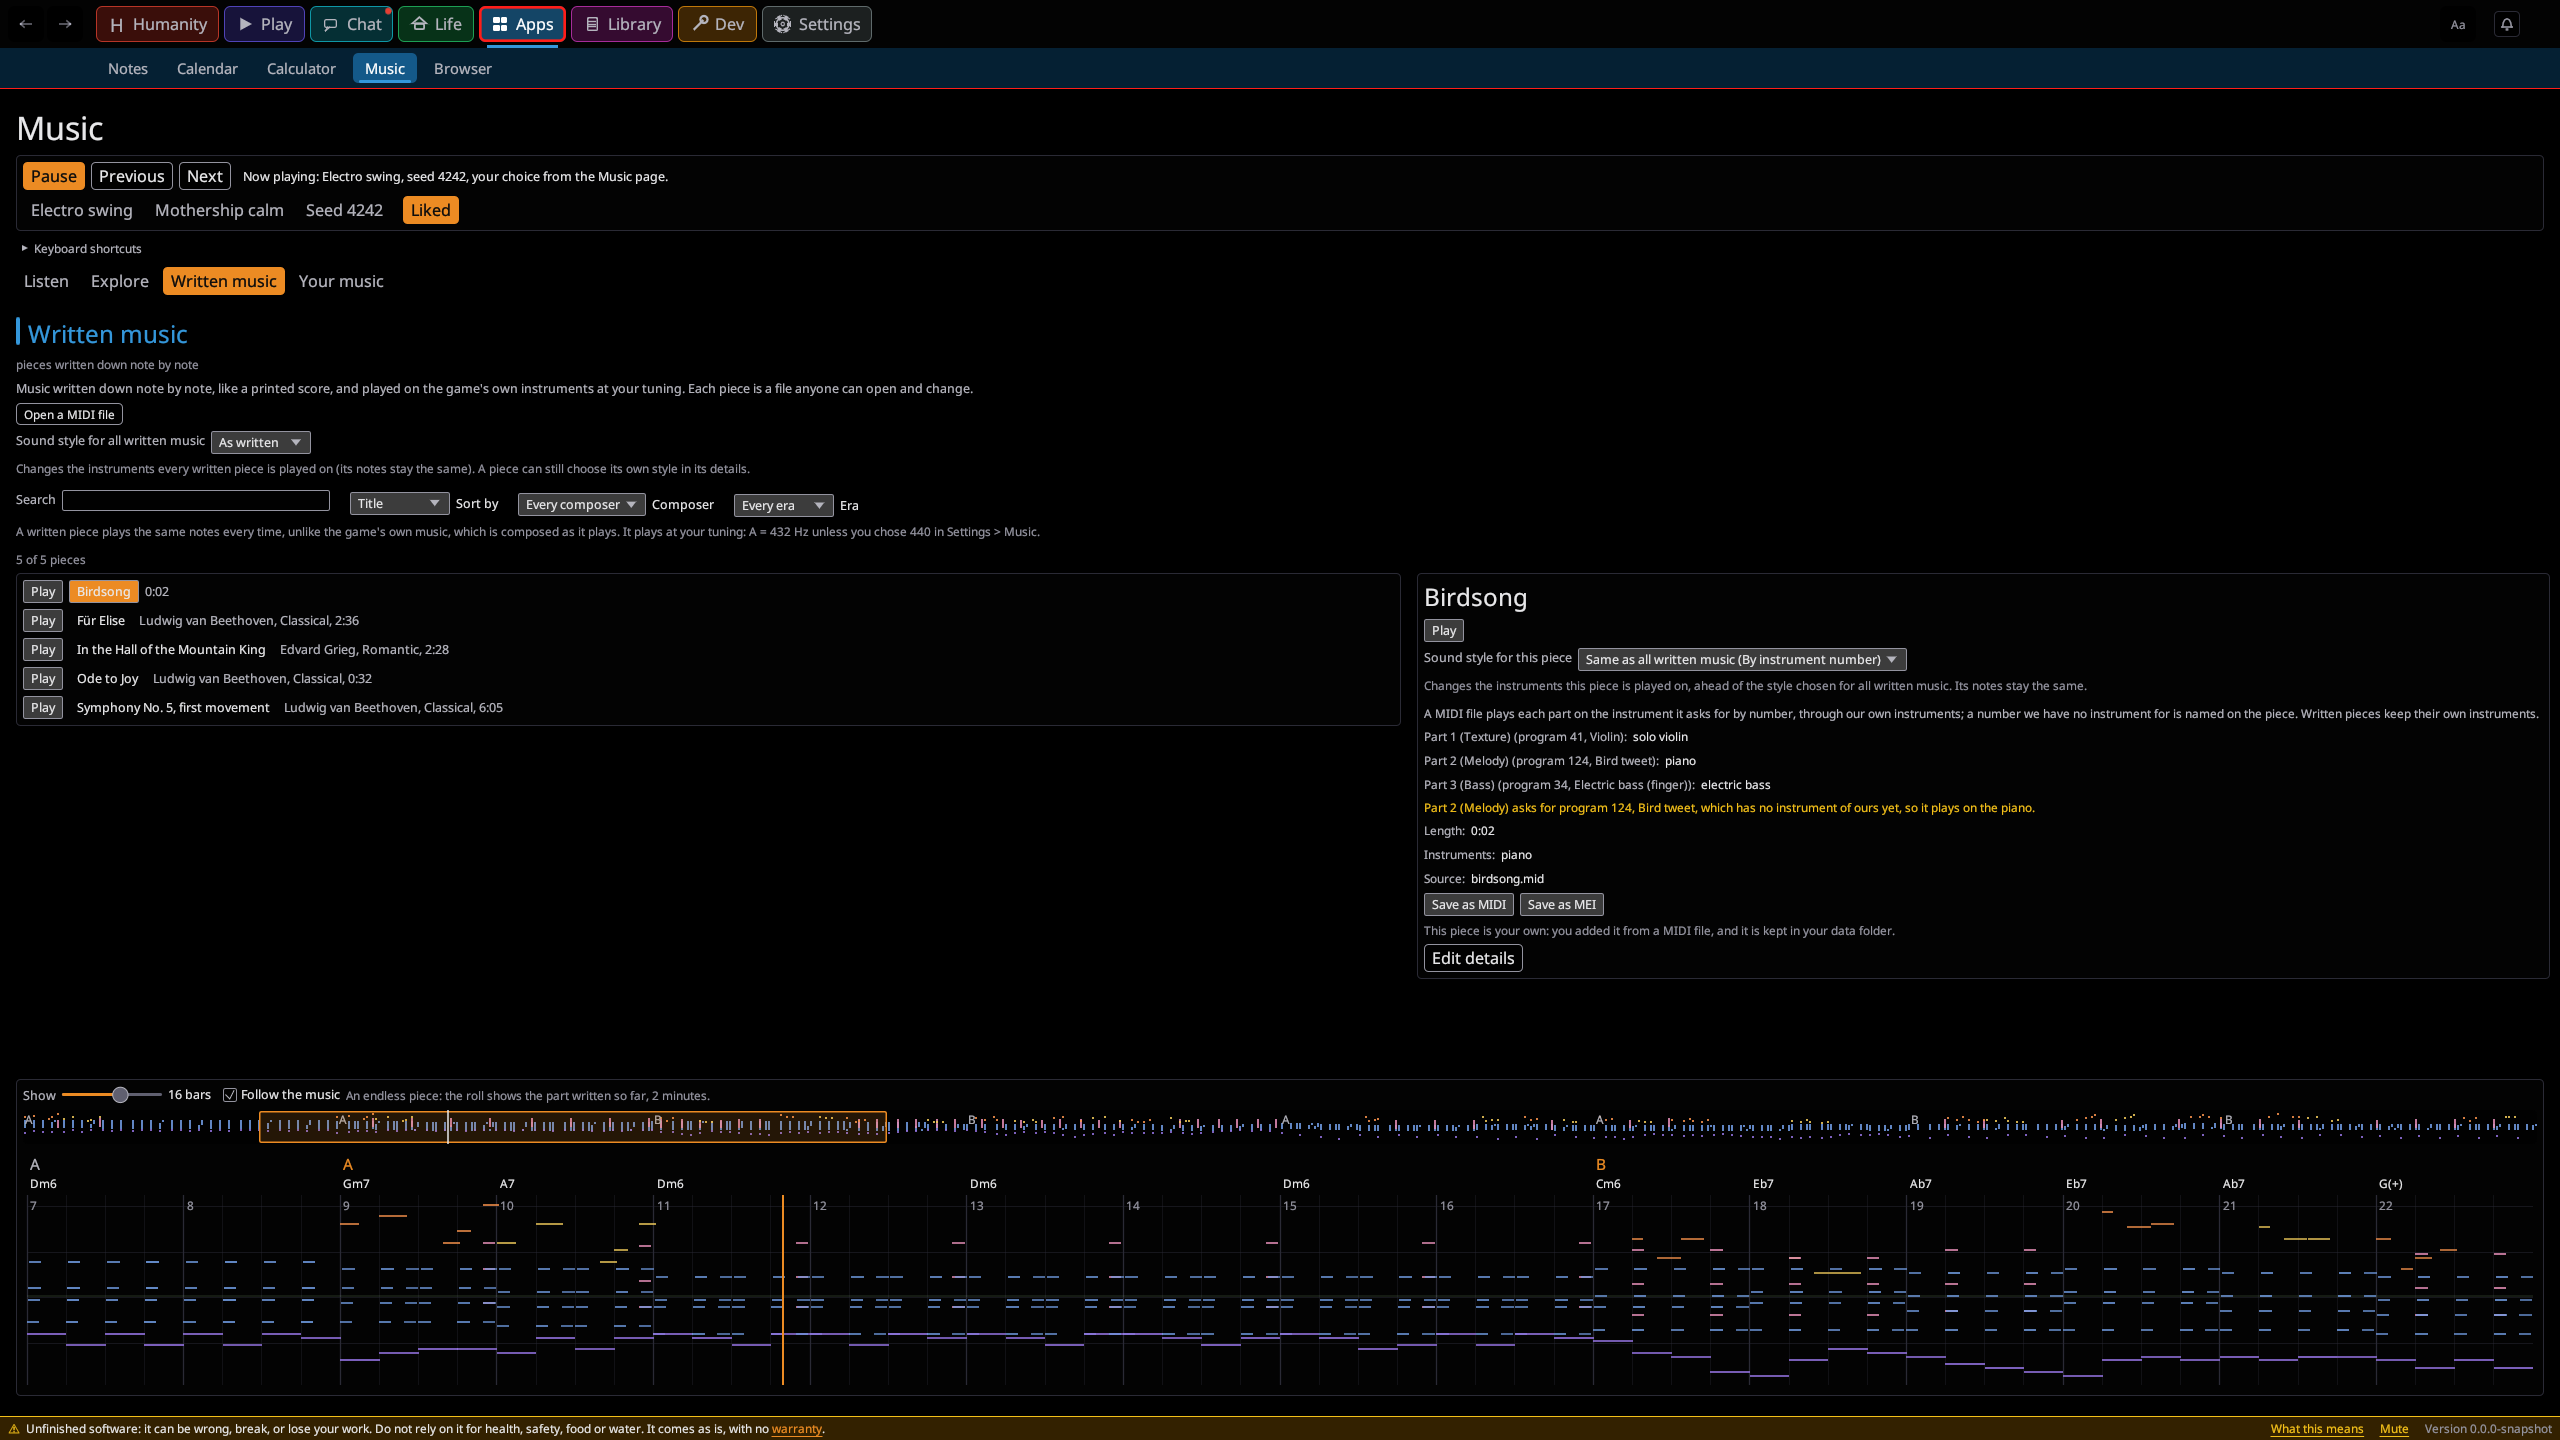 Humanity Play Chat Life Apps Library Dev Settings Aa
Notes Calendar Calculator Music Browser
Music
Pause Previous Next Now playing: Electro swing, seed 4242, your choice from the Music page.
Electro swing Mothership calm Seed 4242 Liked
Keyboard shortcuts
Listen Explore Written music Your music
Written music
pieces written down note by note
Music written down note by note, like a printed score, and played on the game's own instruments at your tuning. Each piece is a file anyone can open and change.
Open a MIDI file
Sound style for all written music As written
Changes the instruments every written piece is played on (its notes stay the same). A piece can still choose its own style in its details.
Search Title Sort by Every composer Composer Every era Era
A written piece plays the same notes every time, unlike the game's own music, which is composed as it plays. It plays at your tuning: A = 432 Hz unless you chose 440 in Settings > Music.
5 of 5 pieces
Play Birdsong 0:02
Play Für Elise Ludwig van Beethoven, Classical, 2:36
Play In the Hall of the Mountain King Edvard Grieg, Romantic, 2:28
Play Ode to Joy Ludwig van Beethoven, Classical, 0:32
Play Symphony No. 5, first movement Ludwig van Beethoven, Classical, 6:05
Birdsong
Play
Sound style for this piece Same as all written music (By instrument number)
Changes the instruments this piece is played on, ahead of the style chosen for all written music. Its notes stay the same.
A MIDI file plays each part on the instrument it asks for by number, through our own instruments; a number we have no instrument for is named on the piece. Written pieces keep their own instruments.
Part 1 (Texture) (program 41, Violin): solo violin
Part 2 (Melody) (program 124, Bird tweet): piano
Part 3 (Bass) (program 34, Electric bass (finger)): electric bass
Part 2 (Melody) asks for program 124, Bird tweet, which has no instrument of ours yet, so it plays on the piano.
Length: 0:02
Instruments: piano
Source: birdsong.mid
Save as MIDI Save as MEI
This piece is your own: you added it from a MIDI file, and it is kept in your data folder.
Edit details
Show 16 bars Follow the music An endless piece: the roll shows the part written so far, 2 minutes.
A A B B A A B B
A A B
Dm6 Gm7 A7 Dm6 Dm6 Dm6 Cm6 Eb7 Ab7 Eb7 Ab7 G(+)
7 8 9 10 11 12 13 14 15 16 17 18 19 20 21 22
⚠ Unfinished software: it can be wrong, break, or lose your work. Do not rely on it for health, safety, food or water. It comes as is, with no warranty. What this means Mute Version 0.0.0-snapshot